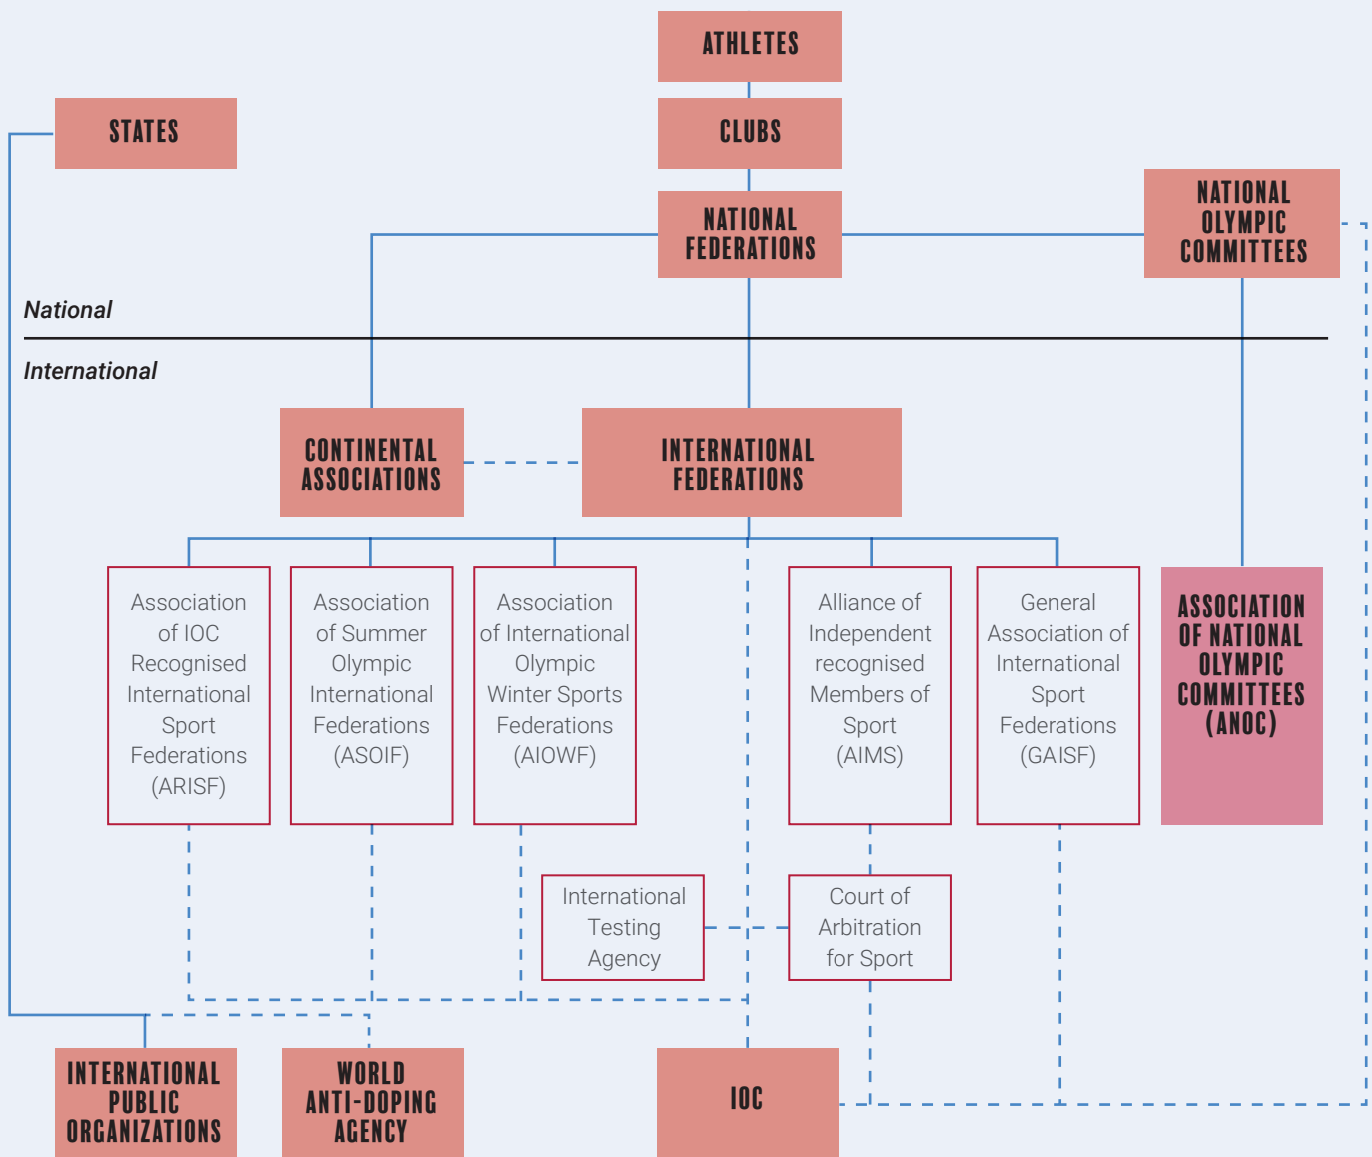 ATHLETES
STATES
CLUBS
NATIONAL
FEDERATIONS
NATIONAL
OLYMPIC
COMMITTEES
National
International
CONTINENTAL
ASSOCIATIONS
INTERNATIONAL
FEDERATIONS
Association
of IOC
Recognised
International
Sport
Federations
(ARISF)
Association
of Summer
Olympic
International
Federations
(ASOIF)
Association
of International
Olympic
Winter Sports
Federations
(AIOWF)
Alliance of
Independent
recognised
Members of
Sport
(AIMS)
General
Association of
International
Sport
Federations
(GAISF)
ASSOCIATION
OF NATIONAL
OLYMPIC
COMMITTEES
(ANOC)
International
Testing
Agency
Court of
Arbitration
for Sport
INTERNATIONAL
PUBLIC
ORGANIZATIONS
WORLD
ANTI-DOPING
AGENCY
IOC